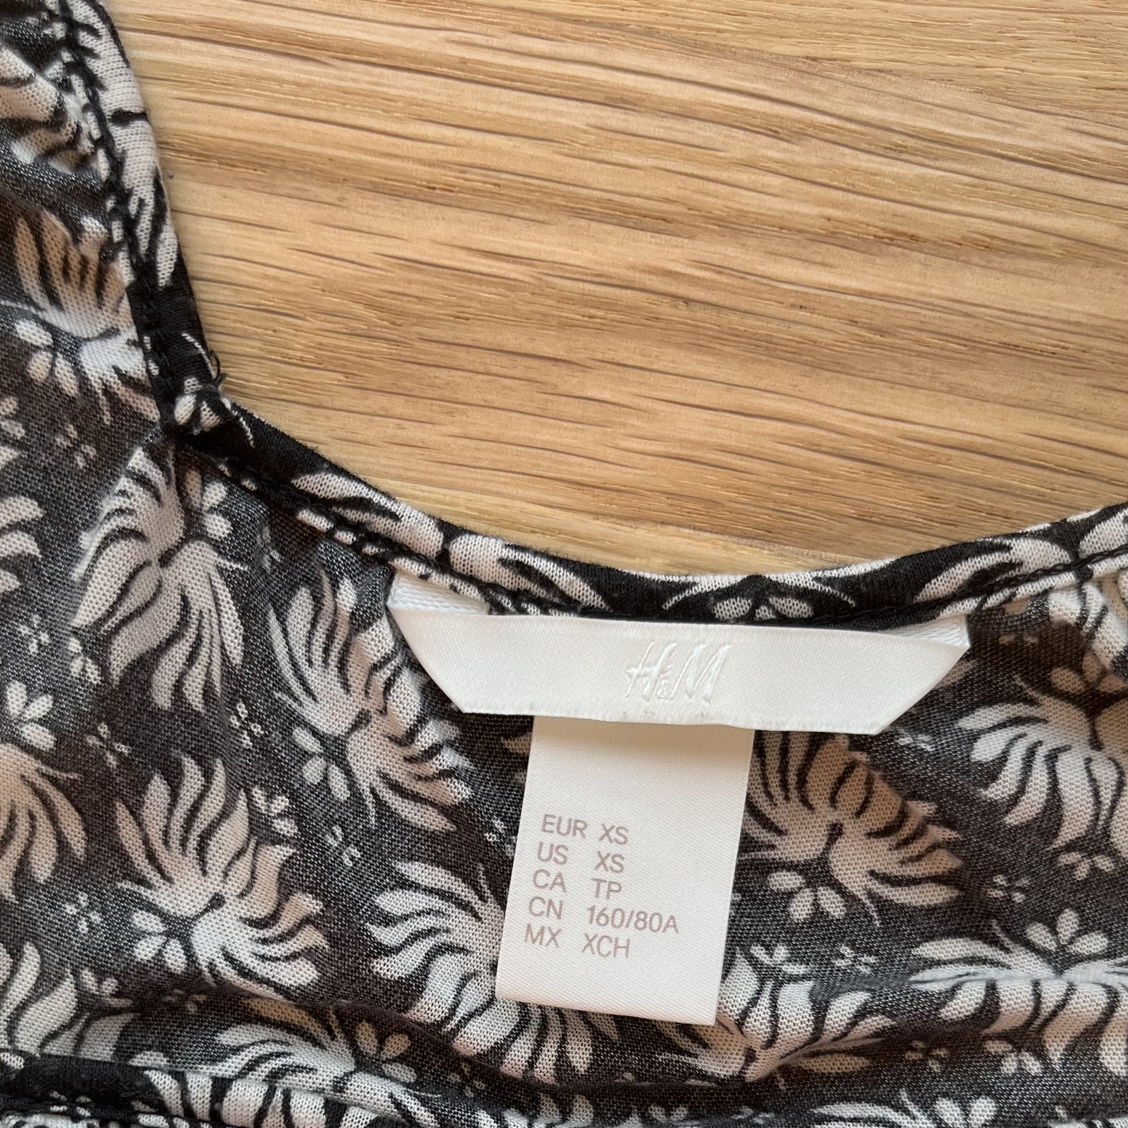 H&M
EUR XS
US XS
CA TP
CN 160/80A
MX XCH